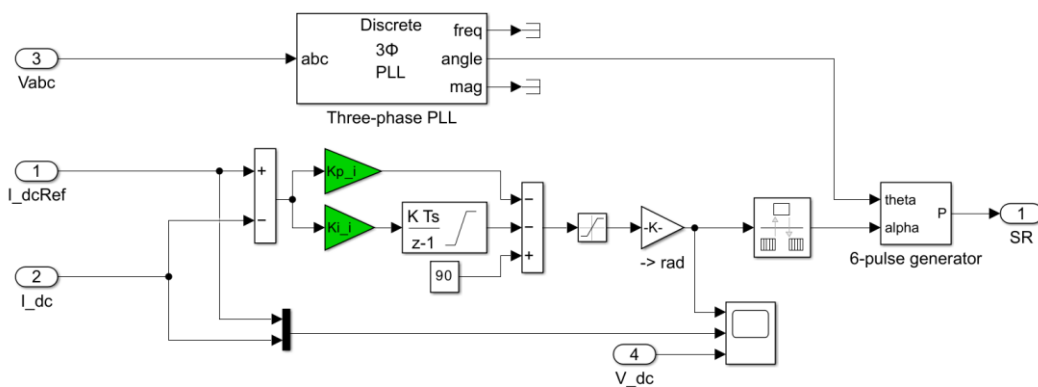 Discrete
3Φ
PLL
abc
freq
angle
mag
Three-phase PLL
3
Vabc
1
I_dcRef
+
−
Kp_i
Ki_i
K Ts
z-1
−
−
+
90
-K-
-> rad
theta
alpha
P
6-pulse generator
1
SR
2
I_dc
4
V_dc